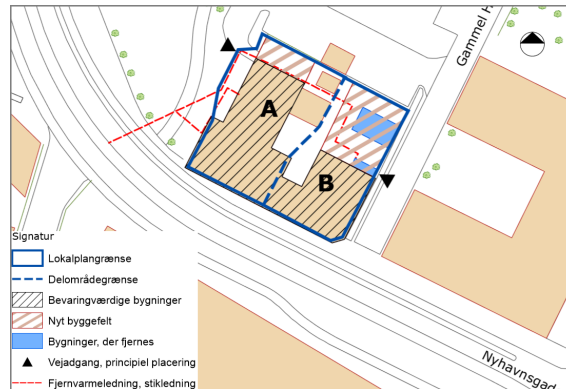 Gammel H
A
B
Signatur
Lokalplangrænse
Delområdegrænse
Bevaringværdige bygninger
Nyt byggefelt
Bygninger, der fjernes
Vejadgang, principiel placering
Fjernvarmeledning, stikledning
Nyhavnsgad